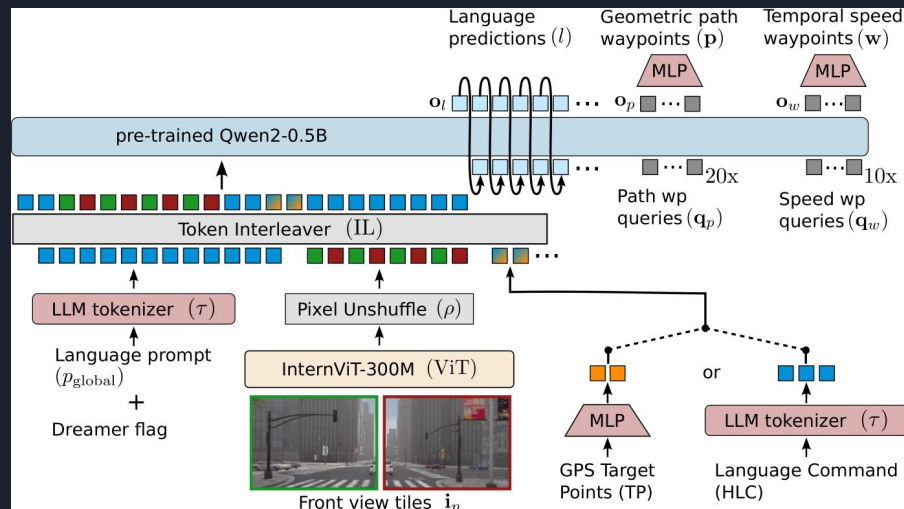 Language
predictions (l)
Geometric path
waypoints (p)
Temporal speed
waypoints (w)
MLP
MLP
o_l
o_p
o_w
pre-trained Qwen2-0.5B
20x
10x
Path wp
queries (q_p)
Speed wp
queries (q_w)
Token Interleaver (IL)
LLM tokenizer (τ)
Pixel Unshuffle (ρ)
Language prompt
(p_global)
+
Dreamer flag
InternViT-300M (ViT)
or
MLP
LLM tokenizer (τ)
GPS Target
Points (TP)
Language Command
(HLC)
Front view tiles i_n